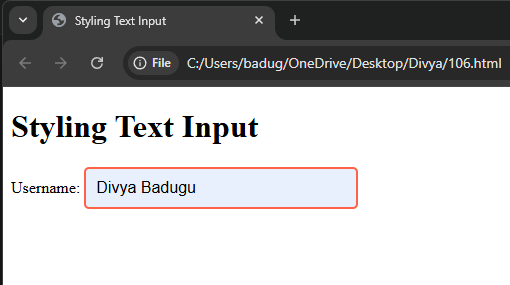 Styling Text Input
File C:/Users/badug/OneDrive/Desktop/Divya/106.html
Styling Text Input
Username: Divya Badugu